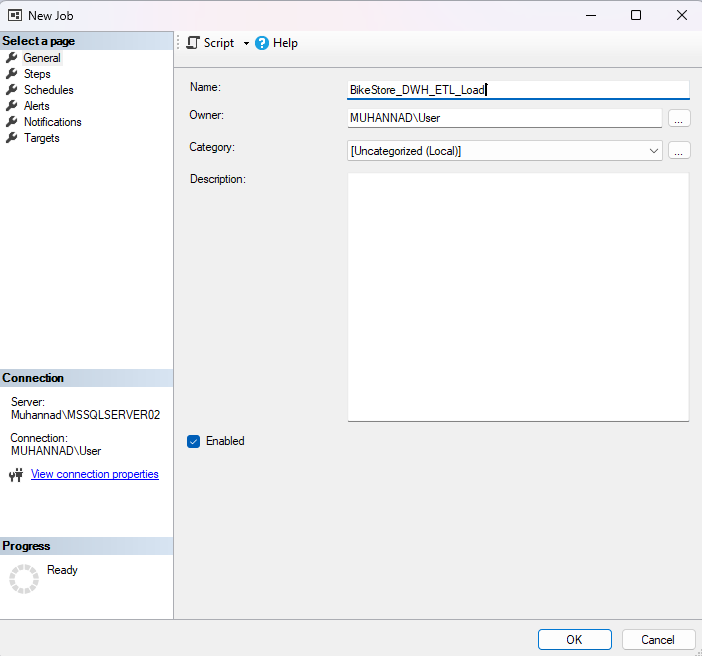 New Job
Select a page
General
Steps
Schedules
Alerts
Notifications
Targets
Script
Help
Name:
BikeStore_DWH_ETL_Load
Owner:
MUHANNAD\User
...
Category:
[Uncategorized (Local)]
...
Description:
Enabled
Connection
Server:
Muhannad\MSSQLSERVER02
Connection:
MUHANNAD\User
View connection properties
Progress
Ready
OK
Cancel